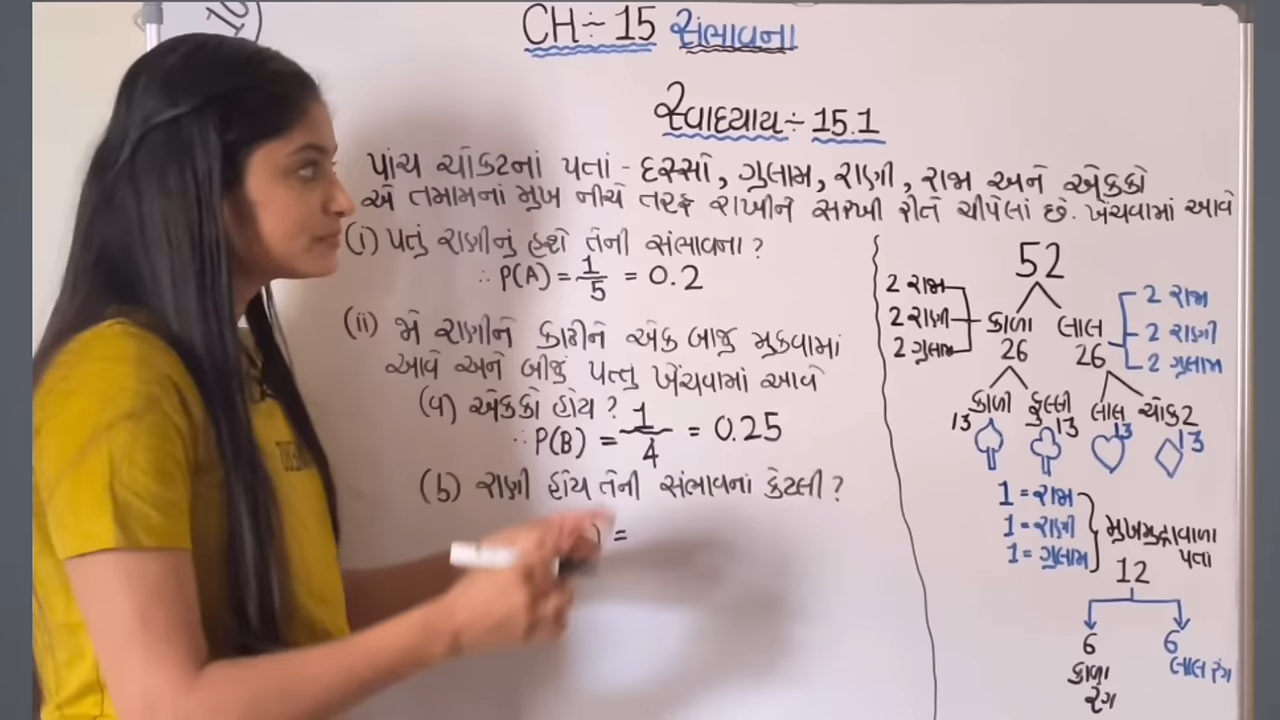 10
CH÷15 સંભાવના
સ્વાધ્યાય÷15.1
પાંચ ચોકટનાં પતાં - દસ્સો, ગુલામ, રાણી, રાજા અને એક્કો
એ તમામનાં મુખ નીચે તરફ રાખીને સરખી રીતે ચીપેલાં છે. ખેંચવામાં આવે
(i) પતું રાણીનું હશે તેની સંભાવના?
∴ P(A) = 1/5 = 0.2
(ii) જો રાણીને કાઢીને એક બાજુ મુકવામાં
આવે અને બીજું પત્તુ ખેંચવામાં આવે
(a) એક્કો હોય?
∴ P(B) = 1/4 = 0.25
(b) રાણી હોય તેની સંભાવનાં કેટલી?
) =
52
2 રાજા
2 રાણી
2 ગુલામ
કાળા
26
લાલ
26
2 રાજા
2 રાણી
2 ગુલામ
કાળી
13
ફુલ્લી
13
લાલ
13
ચોકટ
13
1 = રાજા
1 = રાણી
1 = ગુલામ
મુખમુદ્રાવાળા
પતા
12
6
કાળા
રંગ
6
લાલ રંગ